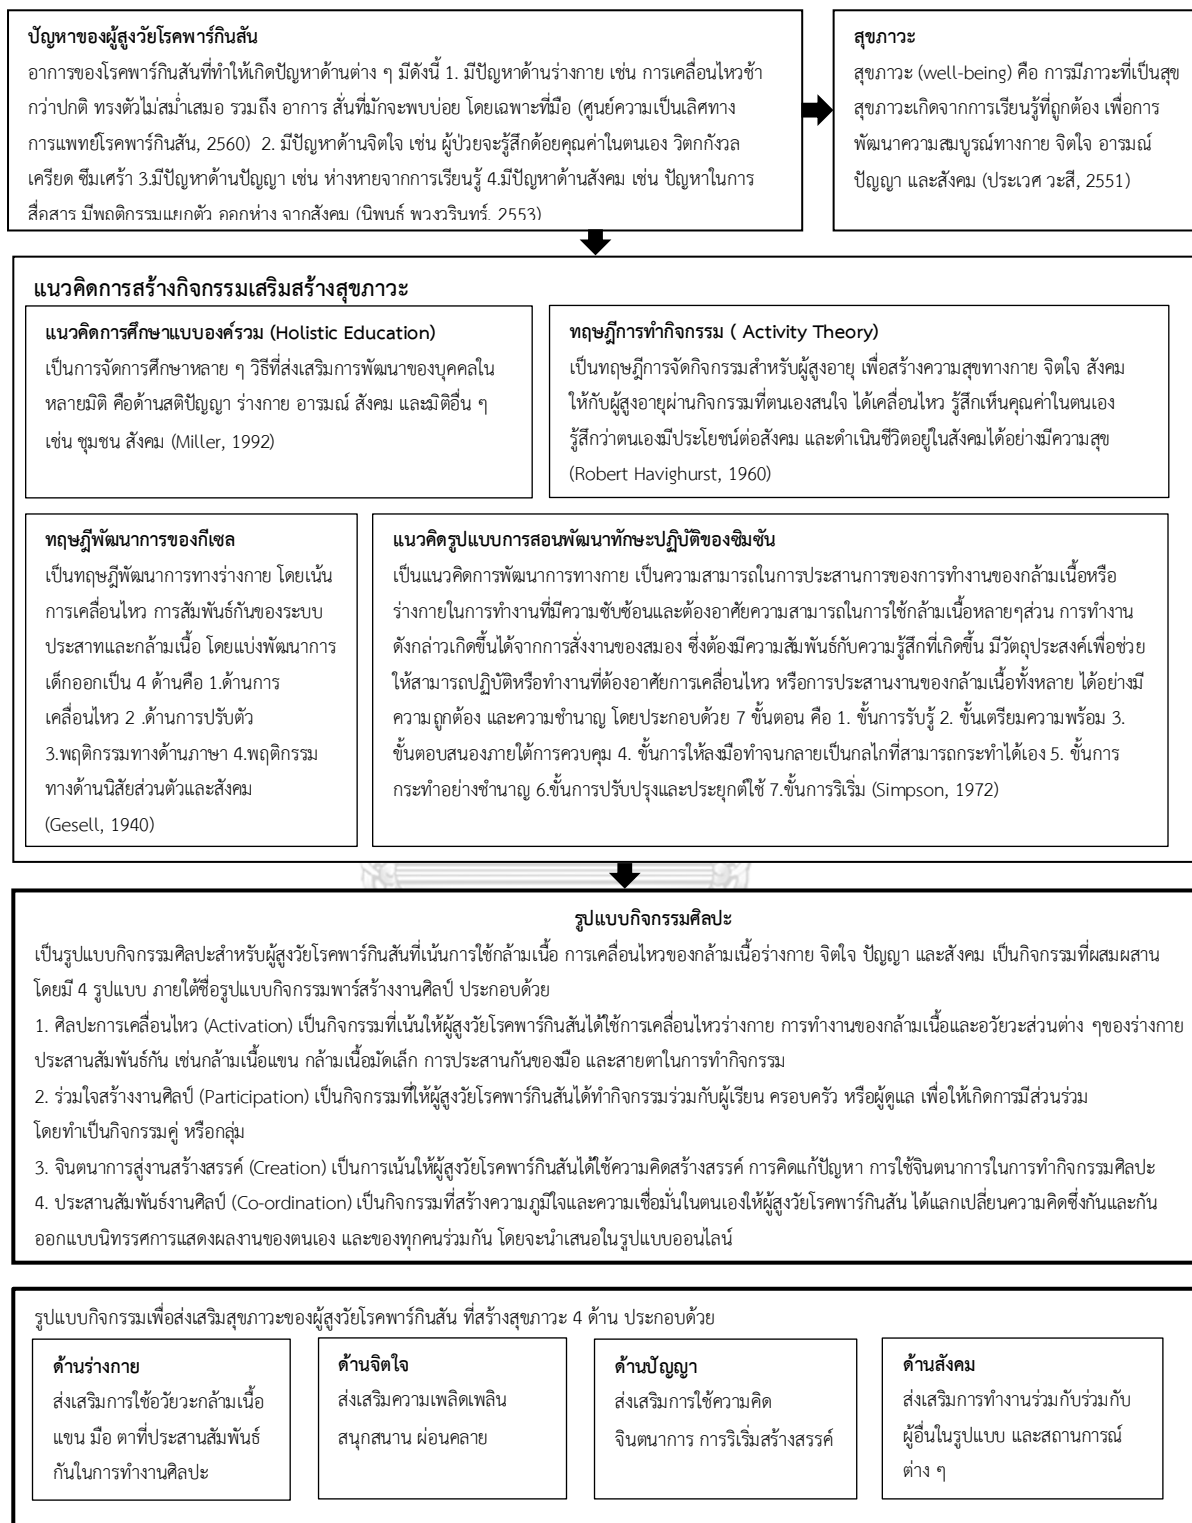 ปัญหาของผู้สูงวัยโรคพาร์กินสัน
อาการของโรคพาร์กินสันที่ทำให้เกิดปัญหาด้านต่าง ๆ มีดังนี้ 1. มีปัญหาด้านร่างกาย เช่น การเคลื่อนไหวช้า
กว่าปกติ ทรงตัวไม่สม่ำเสมอ รวมถึง อาการ สั่นที่มักจะพบบ่อย โดยเฉพาะที่มือ (ศูนย์ความเป็นเลิศทาง
การแพทย์โรคพาร์กินสัน, 2560) 2. มีปัญหาด้านจิตใจ เช่น ผู้ป่วยจะรู้สึกด้อยคุณค่าในตนเอง วิตกกังวล
เครียด ซึมเศร้า 3.มีปัญหาด้านปัญญา เช่น ห่างหายจากการเรียนรู้ 4.มีปัญหาด้านสังคม เช่น ปัญหาในการ
สื่อสาร มีพฤติกรรมแยกตัว ออกห่าง จากสังคม (นิพนธ์ พวงวรินทร์, 2553)
สุขภาวะ
สุขภาวะ (well-being) คือ การมีภาวะที่เป็นสุข
สุขภาวะเกิดจากการเรียนรู้ที่ถูกต้อง เพื่อการ
พัฒนาความสมบูรณ์ทางกาย จิตใจ อารมณ์
ปัญญา และสังคม (ประเวศ วะสี, 2551)
แนวคิดการสร้างกิจกรรมเสริมสร้างสุขภาวะ
แนวคิดการศึกษาแบบองค์รวม (Holistic Education)
เป็นการจัดการศึกษาหลาย ๆ วิธีที่ส่งเสริมการพัฒนาของบุคคลใน
หลายมิติ คือด้านสติปัญญา ร่างกาย อารมณ์ สังคม และมิติอื่น ๆ
เช่น ชุมชน สังคม (Miller, 1992)
ทฤษฎีการทำกิจกรรม ( Activity Theory)
เป็นทฤษฎีการจัดกิจกรรมสำหรับผู้สูงอายุ เพื่อสร้างความสุขทางกาย จิตใจ สังคม
ให้กับผู้สูงอายุผ่านกิจกรรมที่ตนเองสนใจ ได้เคลื่อนไหว รู้สึกเห็นคุณค่าในตนเอง
รู้สึกว่าตนเองมีประโยชน์ต่อสังคม และดำเนินชีวิตอยู่ในสังคมได้อย่างมีความสุข
(Robert Havighurst, 1960)
ทฤษฎีพัฒนาการของกีเซล
เป็นทฤษฎีพัฒนาการทางร่างกาย โดยเน้น
การเคลื่อนไหว การสัมพันธ์กันของระบบ
ประสาทและกล้ามเนื้อ โดยแบ่งพัฒนาการ
เด็กออกเป็น 4 ด้านคือ 1.ด้านการ
เคลื่อนไหว 2 .ด้านการปรับตัว
3.พฤติกรรมทางด้านภาษา 4.พฤติกรรม
ทางด้านนิสัยส่วนตัวและสังคม
(Gesell, 1940)
แนวคิดรูปแบบการสอนพัฒนาทักษะปฏิบัติของซิมซัน
เป็นแนวคิดการพัฒนาการทางกาย เป็นความสามารถในการประสานการของการทำงานของกล้ามเนื้อหรือ
ร่างกายในการทำงานที่มีความซับซ้อนและต้องอาศัยความสามารถในการใช้กล้ามเนื้อหลายๆส่วน การทำงาน
ดังกล่าวเกิดขึ้นได้จากการสั่งงานของสมอง ซึ่งต้องมีความสัมพันธ์กับความรู้สึกที่เกิดขึ้น มีวัตถุประสงค์เพื่อช่วย
ให้สามารถปฏิบัติหรือทำงานที่ต้องอาศัยการเคลื่อนไหว หรือการประสานงานของกล้ามเนื้อทั้งหลาย ได้อย่างมี
ความถูกต้อง และความชำนาญ โดยประกอบด้วย 7 ขั้นตอน คือ 1. ขั้นการรับรู้ 2. ขั้นเตรียมความพร้อม 3.
ขั้นตอบสนองภายใต้การควบคุม 4. ขั้นการให้ลงมือทำจนกลายเป็นกลไกที่สามารถกระทำได้เอง 5. ขั้นการ
กระทำอย่างชำนาญ 6.ขั้นการปรับปรุงและประยุกต์ใช้ 7.ขั้นการริเริ่ม (Simpson, 1972)
รูปแบบกิจกรรมศิลปะ
เป็นรูปแบบกิจกรรมศิลปะสำหรับผู้สูงวัยโรคพาร์กินสันที่เน้นการใช้กล้ามเนื้อ การเคลื่อนไหวของกล้ามเนื้อร่างกาย จิตใจ ปัญญา และสังคม เป็นกิจกรรมที่ผสมผสาน
โดยมี 4 รูปแบบ ภายใต้ชื่อรูปแบบกิจกรรมพาร์สร้างงานศิลป์ ประกอบด้วย
1. ศิลปะการเคลื่อนไหว (Activation) เป็นกิจกรรมที่เน้นให้ผู้สูงวัยโรคพาร์กินสันได้ใช้การเคลื่อนไหวร่างกาย การทำงานของกล้ามเนื้อและอวัยวะส่วนต่าง ๆของร่างกาย
ประสานสัมพันธ์กัน เช่นกล้ามเนื้อแขน กล้ามเนื้อมัดเล็ก การประสานกันของมือ และสายตาในการทำกิจกรรม
2. ร่วมใจสร้างงานศิลป์ (Participation) เป็นกิจกรรมที่ให้ผู้สูงวัยโรคพาร์กินสันได้ทำกิจกรรมร่วมกับผู้เรียน ครอบครัว หรือผู้ดูแล เพื่อให้เกิดการมีส่วนร่วม
โดยทำเป็นกิจกรรมคู่ หรือกลุ่ม
3. จินตนาการสู่งานสร้างสรรค์ (Creation) เป็นการเน้นให้ผู้สูงวัยโรคพาร์กินสันได้ใช้ความคิดสร้างสรรค์ การคิดแก้ปัญหา การใช้จินตนาการในการทำกิจกรรมศิลปะ
4. ประสานสัมพันธ์งานศิลป์ (Co-ordination) เป็นกิจกรรมที่สร้างความภูมิใจและความเชื่อมั่นในตนเองให้ผู้สูงวัยโรคพาร์กินสัน ได้แลกเปลี่ยนความคิดซึ่งกันและกัน
ออกแบบนิทรรศการแสดงผลงานของตนเอง และของทุกคนร่วมกัน โดยจะนำเสนอในรูปแบบออนไลน์
รูปแบบกิจกรรมเพื่อส่งเสริมสุขภาวะของผู้สูงวัยโรคพาร์กินสัน ที่สร้างสุขภาวะ 4 ด้าน ประกอบด้วย
ด้านร่างกาย
ส่งเสริมการใช้อวัยวะกล้ามเนื้อ
แขน มือ ตาที่ประสานสัมพันธ์
กันในการทำงานศิลปะ
ด้านจิตใจ
ส่งเสริมความเพลิดเพลิน
สนุกสนาน ผ่อนคลาย
ด้านปัญญา
ส่งเสริมการใช้ความคิด
จินตนาการ การริเริ่มสร้างสรรค์
ด้านสังคม
ส่งเสริมการทำงานร่วมกับร่วมกับ
ผู้อื่นในรูปแบบ และสถานการณ์
ต่าง ๆ